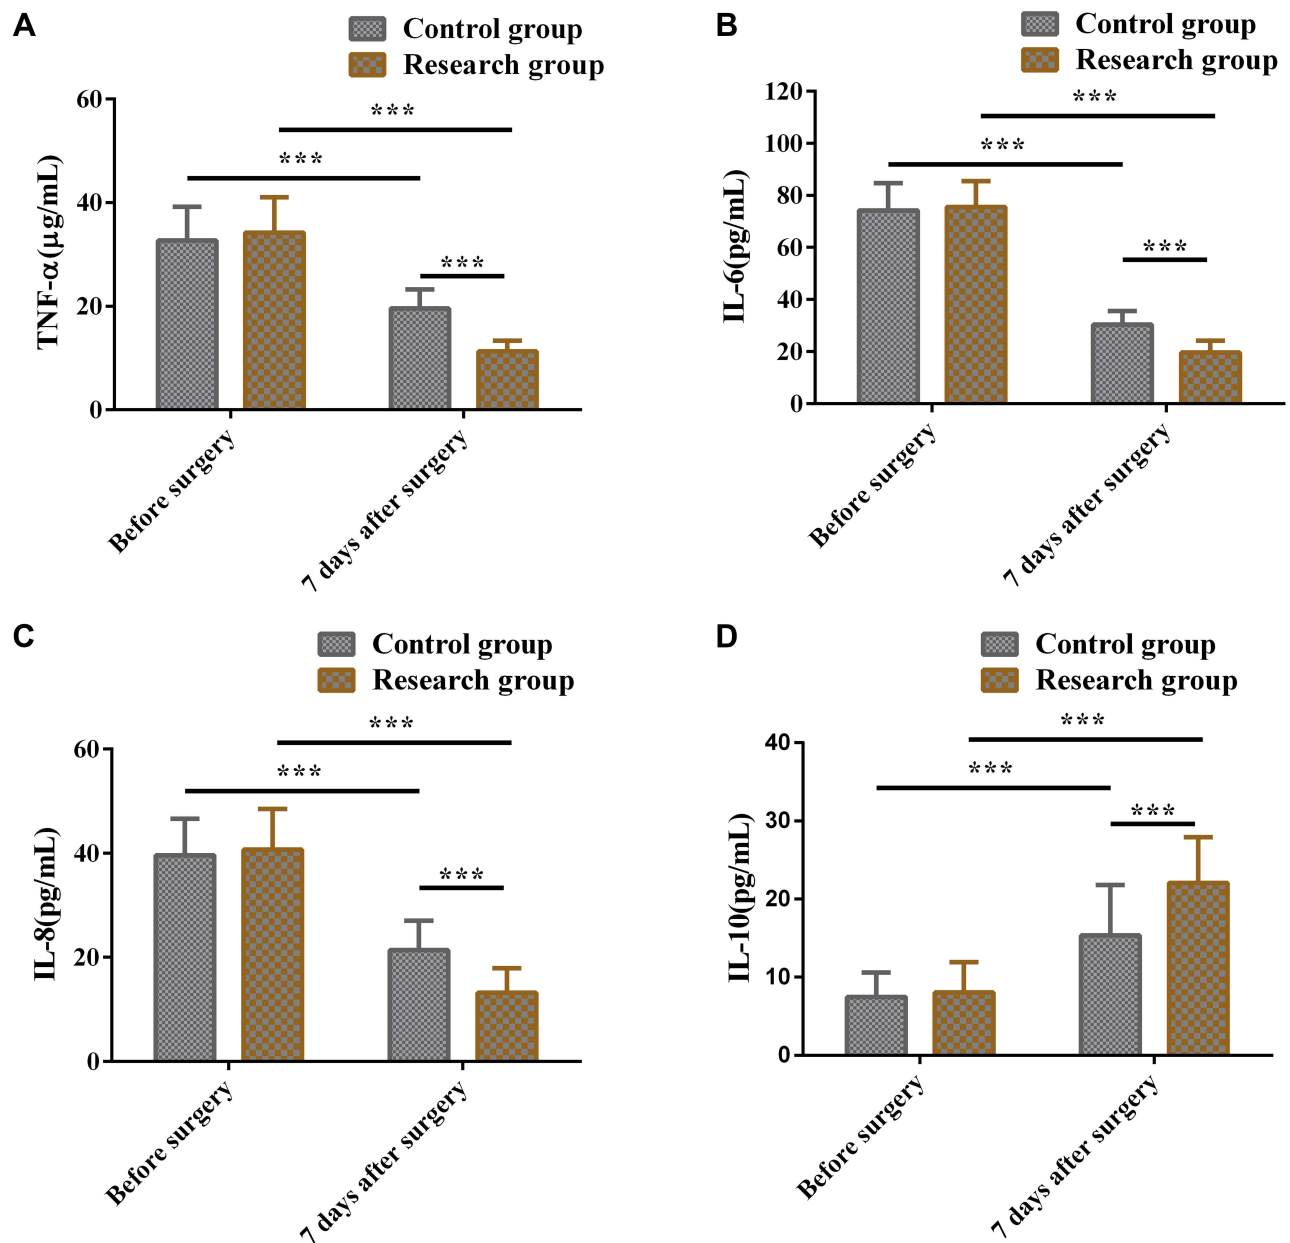 A
Control group
Research group
60
40
20
0
TNF-α(μg/mL)
***
***
***
Before surgery
7 days after surgery
B
Control group
Research group
120
100
80
60
40
20
0
IL-6(pg/mL)
***
***
***
Before surgery
7 days after surgery
C
Control group
Research group
60
40
20
0
IL-8(pg/mL)
***
***
***
Before surgery
7 days after surgery
D
Control group
Research group
40
30
20
10
0
IL-10(pg/mL)
***
***
***
Before surgery
7 days after surgery